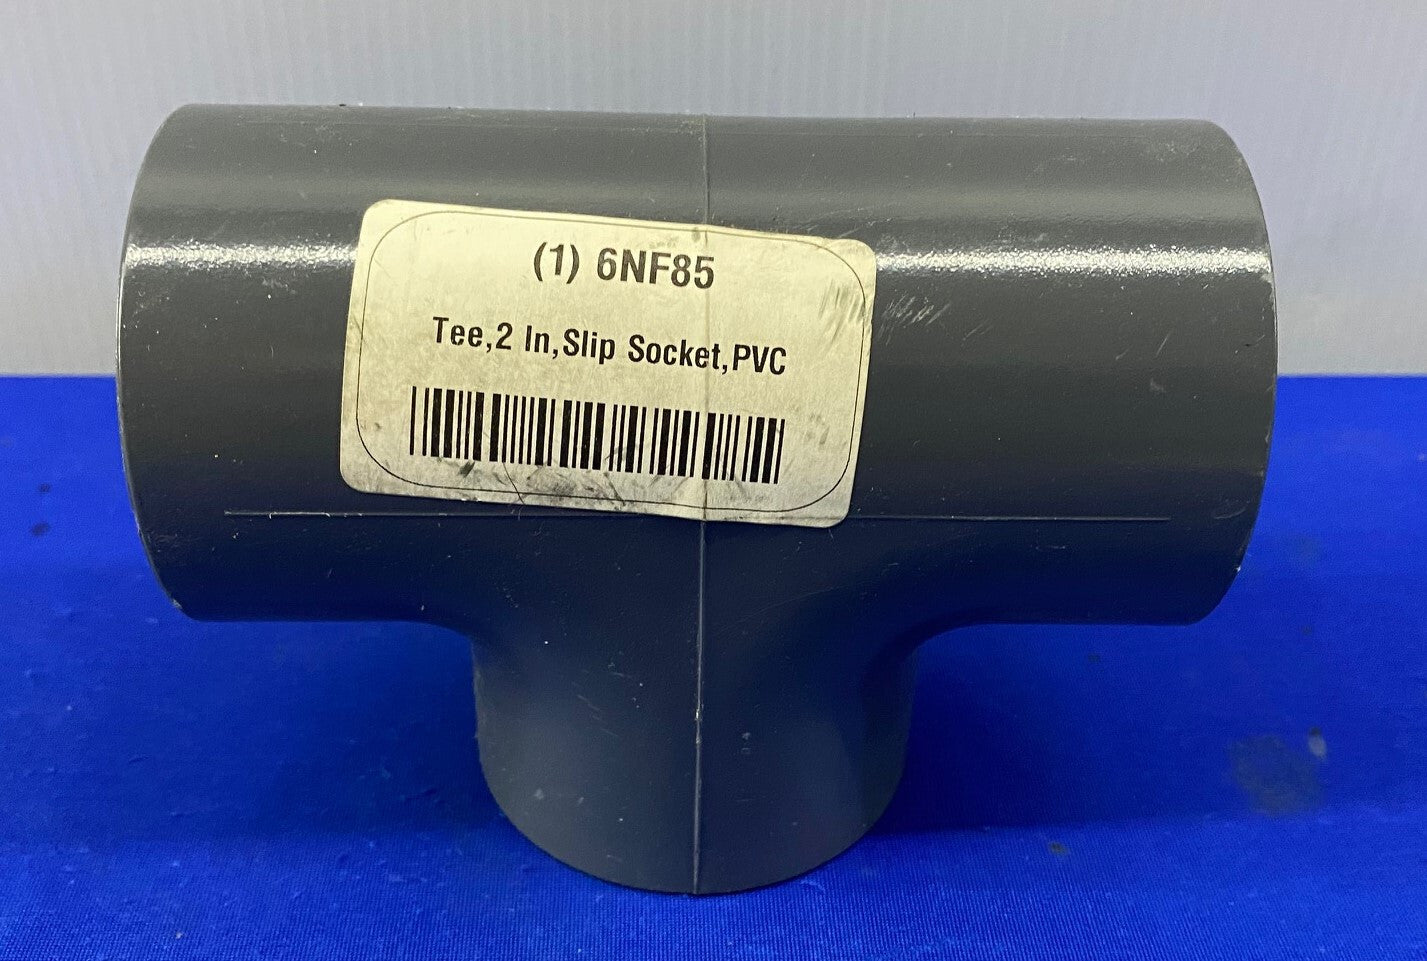 (1) 6NF85
Tee,2 In,Slip Socket,PVC